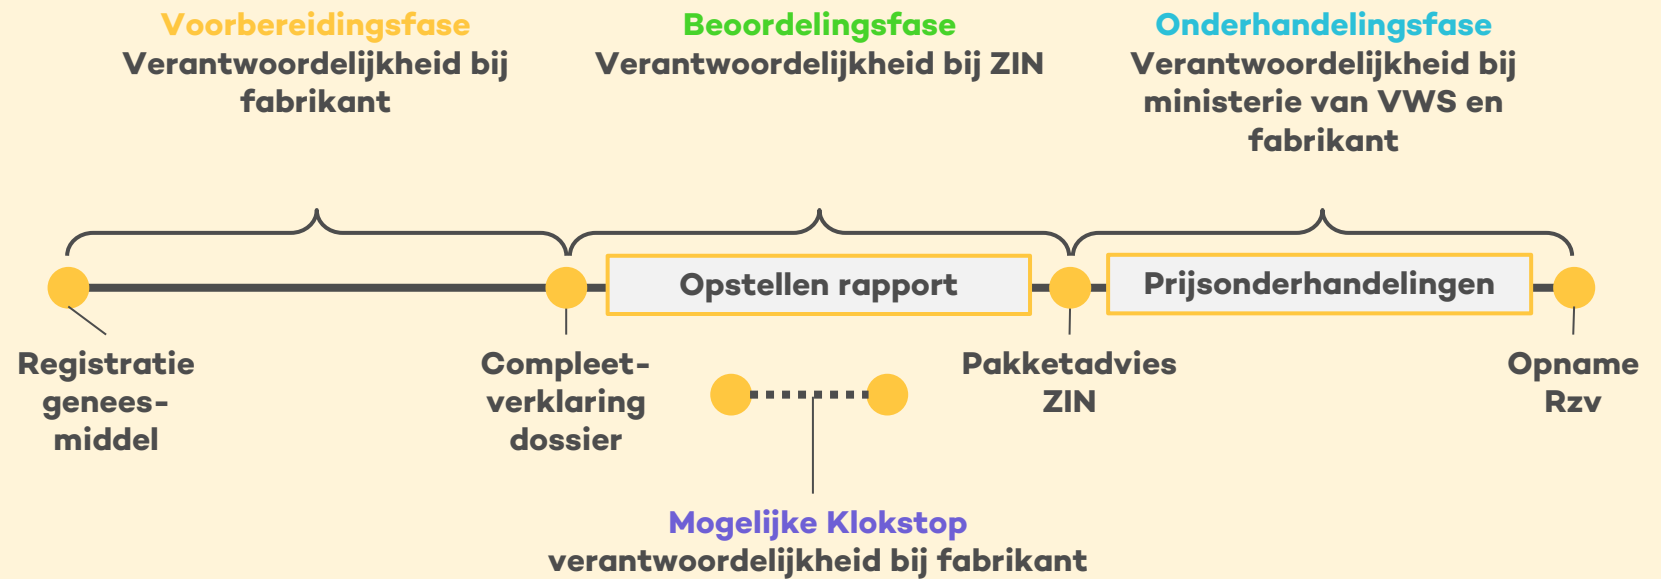 Voorbereidingsfase
Verantwoordelijkheid bij
fabrikant
Beoordelingsfase
Verantwoordelijkheid bij ZIN
Onderhandelingsfase
Verantwoordelijkheid bij
ministerie van VWS en
fabrikant
Opstellen rapport
Prijsonderhandelingen
Registratie
genees-
middel
Compleet-
verklaring
dossier
Pakketadvies
ZIN
Opname
Rzv
Mogelijke Klokstop
verantwoordelijkheid bij fabrikant